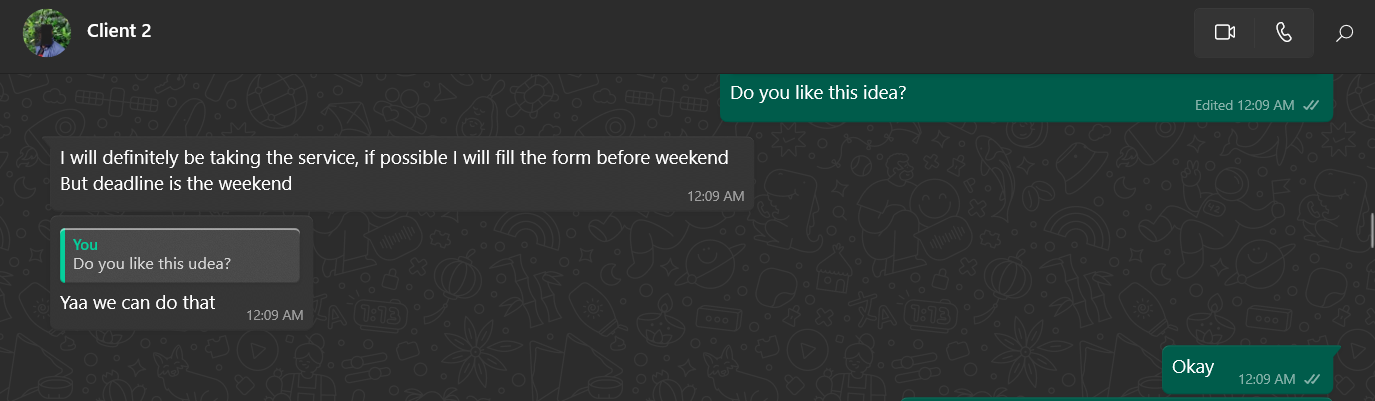 Client 2
Do you like this idea?
Edited 12:09 AM
I will definitely be taking the service, if possible I will fill the form before weekend
But deadline is the weekend
12:09 AM
You
Do you like this udea?
Yaa we can do that
12:09 AM
Okay
12:09 AM